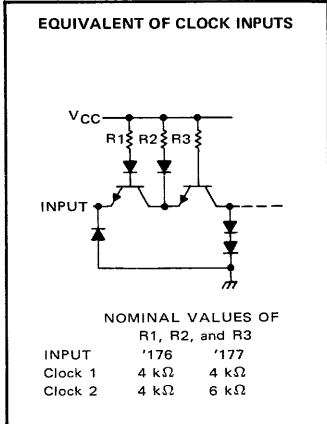 EQUIVALENT OF CLOCK INPUTS
VCC
R1 R2 R3
INPUT
NOMINAL VALUES OF
R1, R2, and R3
INPUT '176 '177
Clock 1 4 kΩ 4 kΩ
Clock 2 4 kΩ 6 kΩ